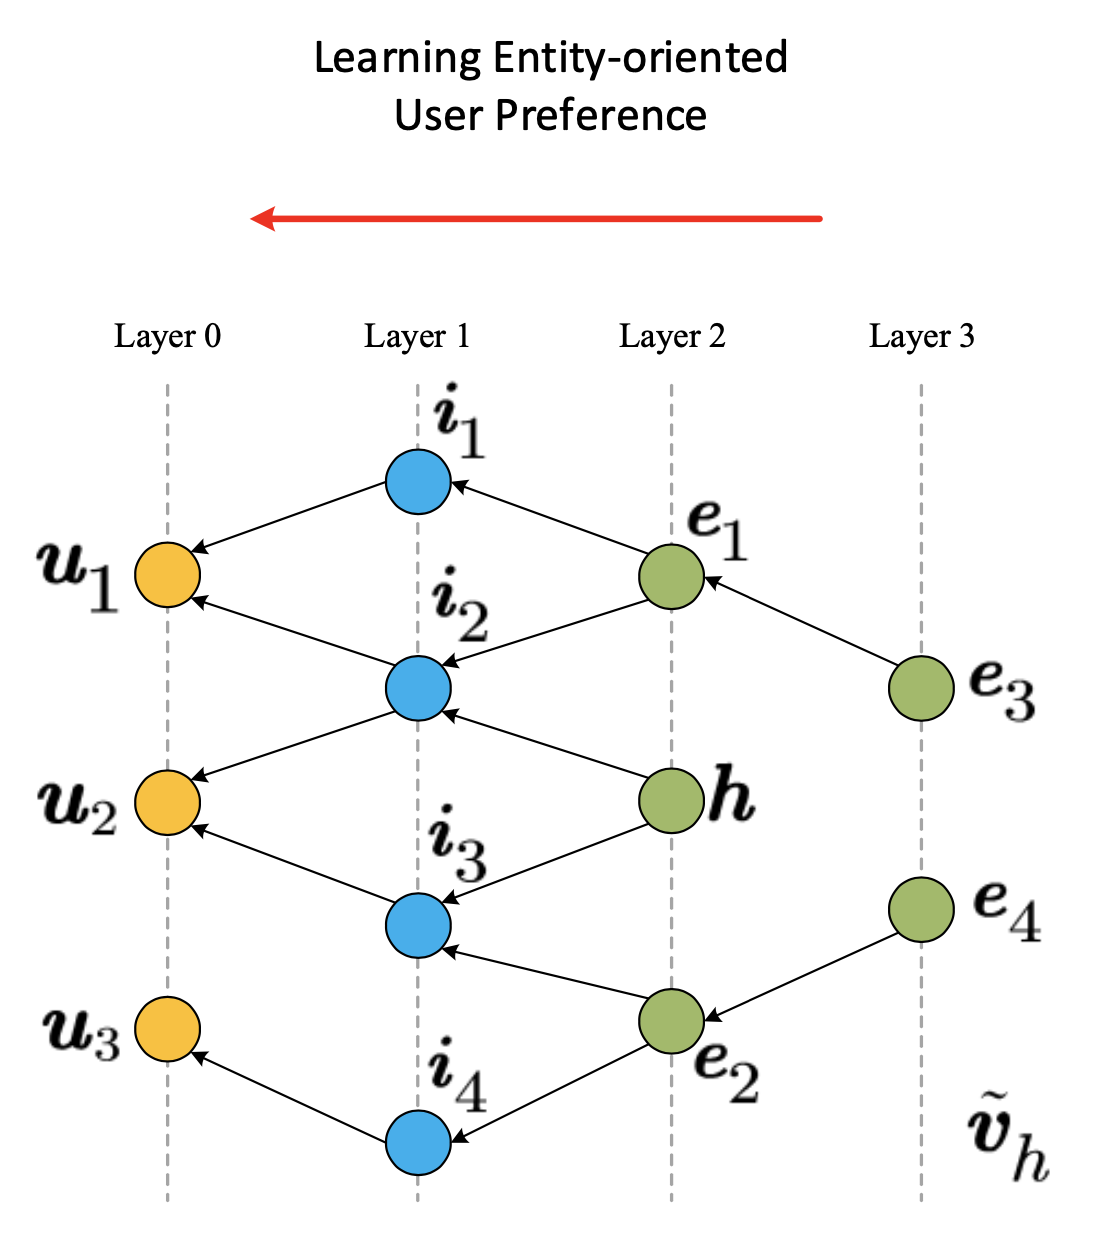 Learning Entity-oriented
User Preference
Layer 0 Layer 1 Layer 2 Layer 3
i₁
e₁
u₁
i₂
e₃
h
u₂
i₃
e₄
u₃
i₄
e₂
ṽₕ